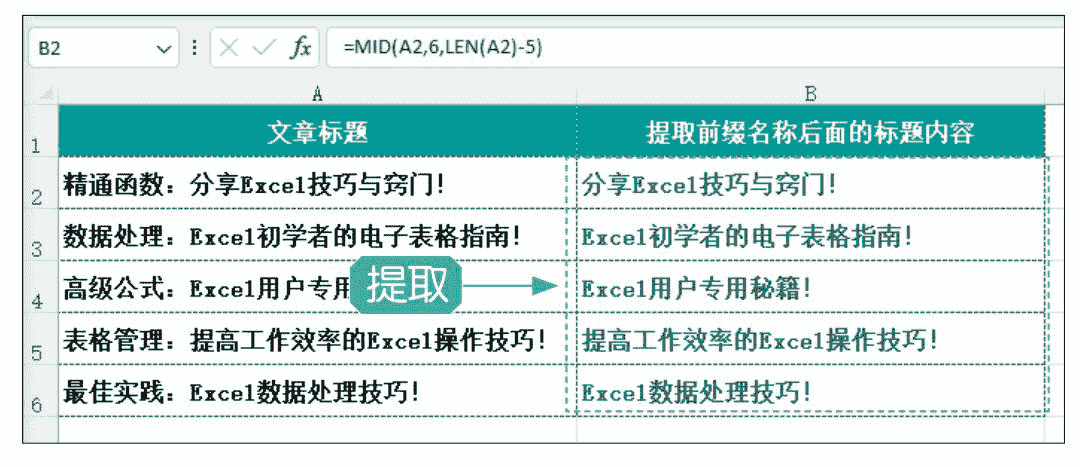 B2 fx =MID(A2,6,LEN(A2)-5)
A B
1 文章标题 提取前缀名称后面的标题内容
2 精通函数：分享Excel技巧与窍门！ 分享Excel技巧与窍门！
3 数据处理：Excel初学者的电子表格指南！ Excel初学者的电子表格指南！
4 高级公式：Excel用户专用 提取 Excel用户专用秘籍！
5 表格管理：提高工作效率的Excel操作技巧！ 提高工作效率的Excel操作技巧！
6 最佳实践：Excel数据处理技巧！ Excel数据处理技巧！